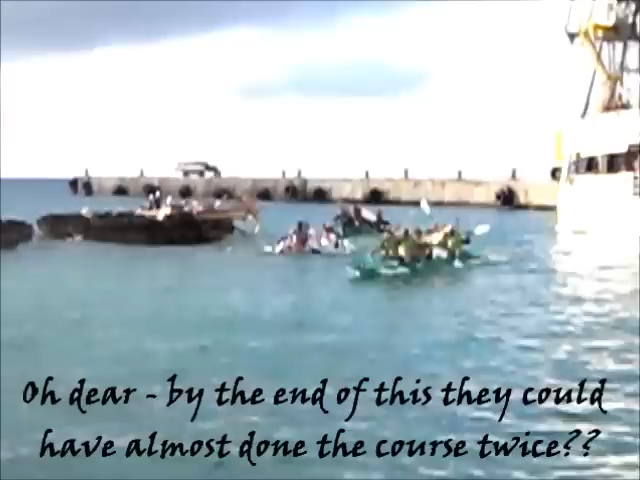 Oh dear - by the end of this they could
have almost done the course twice??